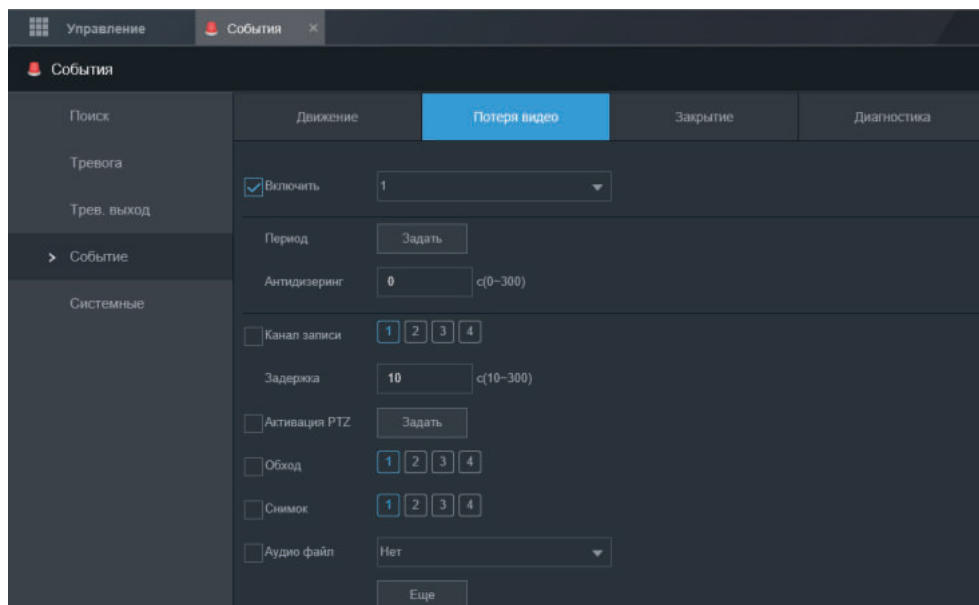 Управление
События ×
События
Поиск
Тревога
Трев. выход
> Событие
Системные
Движение
Потеря видео
Закрытие
Диагностика
Включить 1
Период Задать
Антидизеринг 0 с(0~300)
Канал записи 1 2 3 4
Задержка 10 с(10~300)
Активация PTZ Задать
Обход 1 2 3 4
Снимок 1 2 3 4
Аудио файл Нет
Еще